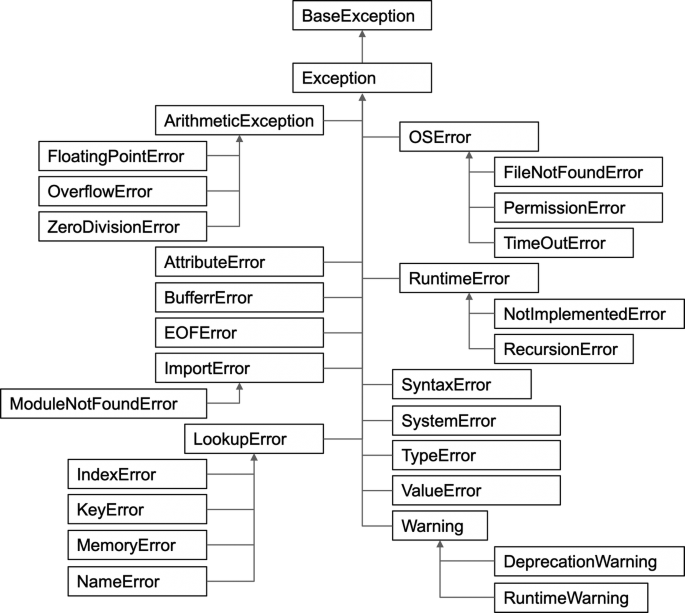 BaseException
Exception
ArithmeticException
FloatingPointError
OverflowError
ZeroDivisionError
AttributeError
BufferrError
EOFError
ImportError
ModuleNotFoundError
LookupError
IndexError
KeyError
MemoryError
NameError
OSError
FileNotFoundError
PermissionError
TimeOutError
RuntimeError
NotImplementedError
RecursionError
SyntaxError
SystemError
TypeError
ValueError
Warning
DeprecationWarning
RuntimeWarning